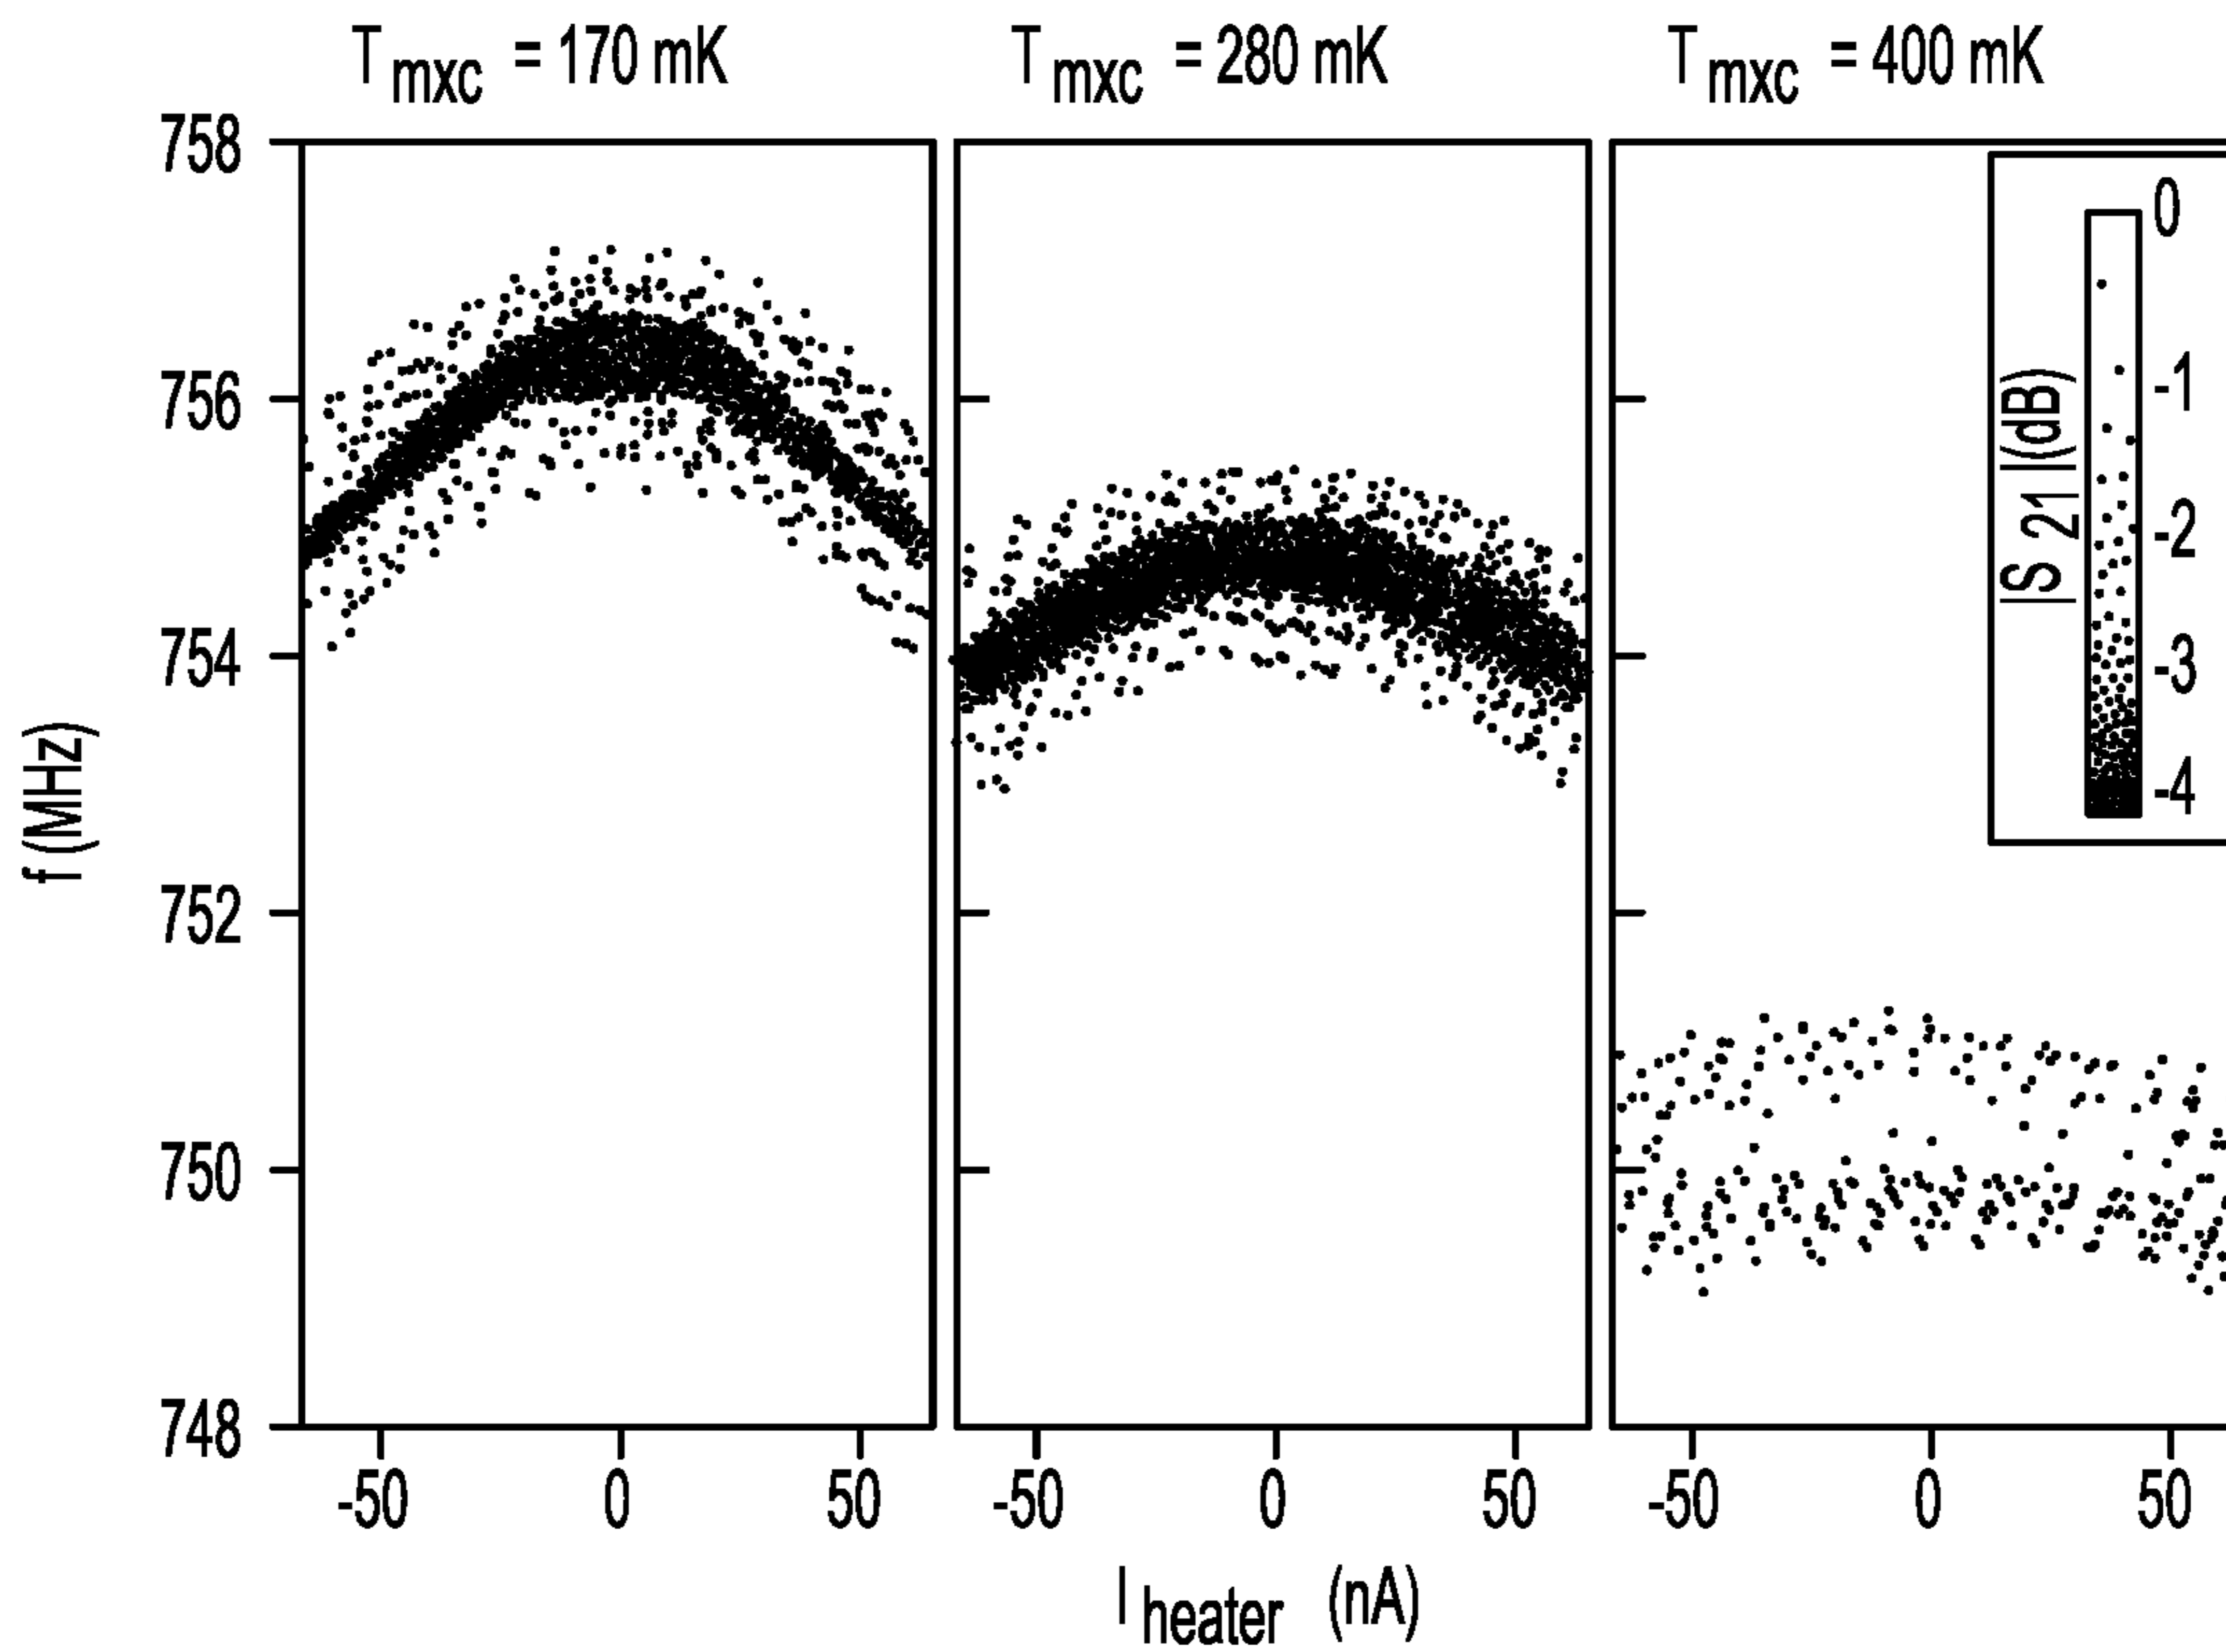 T mxc = 170 mK
T mxc = 280 mK
T mxc = 400 mK
758
756
754
752
750
748
f (MHz)
|S 21|(dB)
0
-1
-2
-3
-4
-50 0 50
-50 0 50
-50 0 50
I heater (nA)